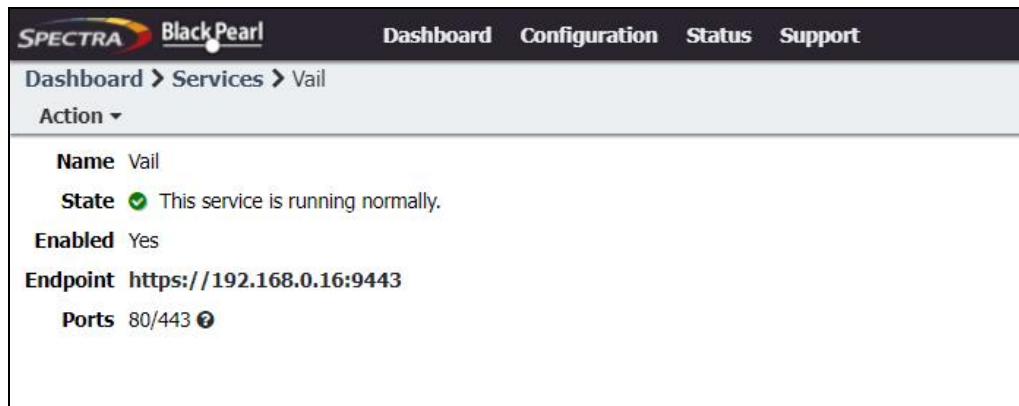 SPECTRA BlackPearl Dashboard Configuration Status Support
Dashboard > Services > Vail
Action
Name Vail
State This service is running normally.
Enabled Yes
Endpoint https://192.168.0.16:9443
Ports 80/443 ?